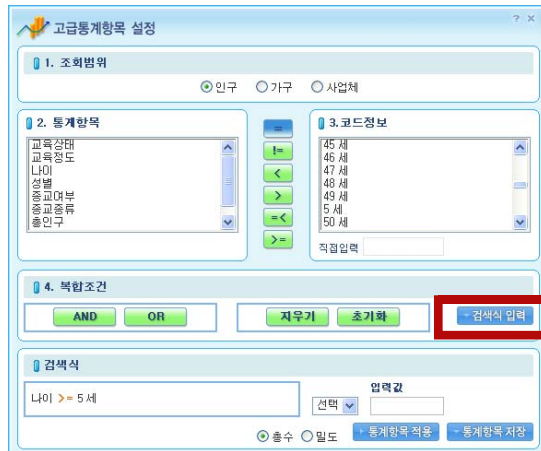 고급통계항목 설정
? X
1. 조회범위
인구 가구 사업체
2. 통계항목
교육상태
교육정도
나이
성별
종교여부
종교종류
총인구
=
!=
<
>
=<
>=
3.코드정보
45 세
46 세
47 세
48 세
49 세
5 세
50 세
직접입력
4. 복합조건
AND OR 지우기 초기화 검색식 입력
검색식
나이 >= 5 세
입력값
선택
총수 밀도 통계항목 적용 통계항목 저장